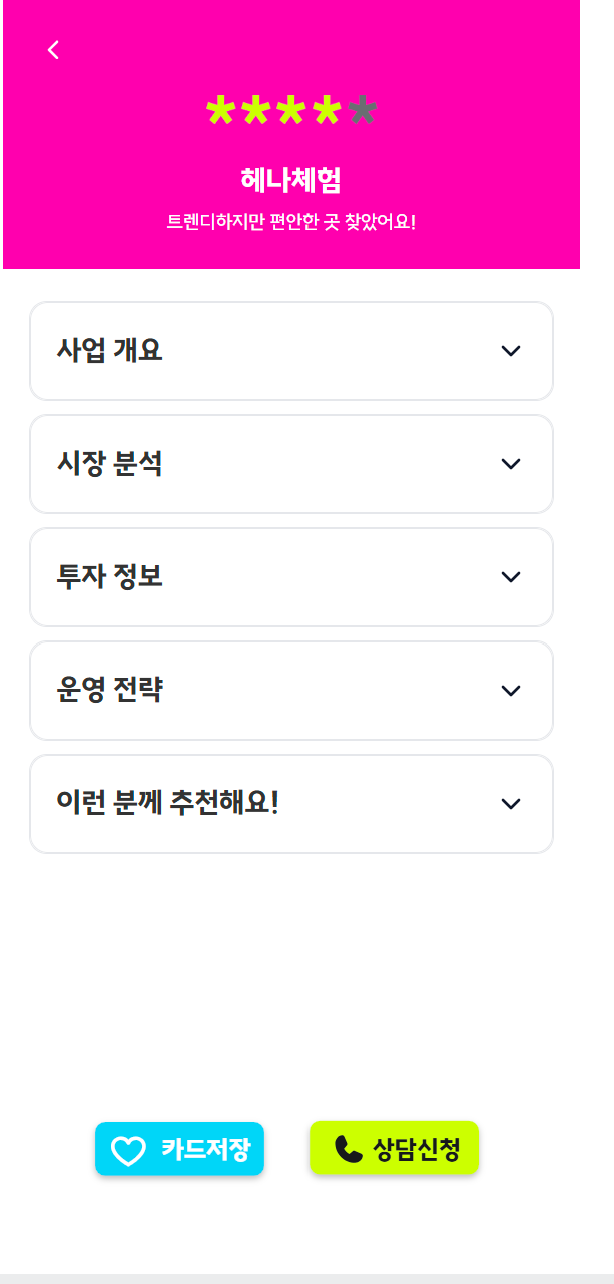 *****
헤나체험
트렌디하지만 편안한 곳 찾았어요!
사업 개요
시장 분석
투자 정보
운영 전략
이런 분께 추천해요!
카드저장
상담신청